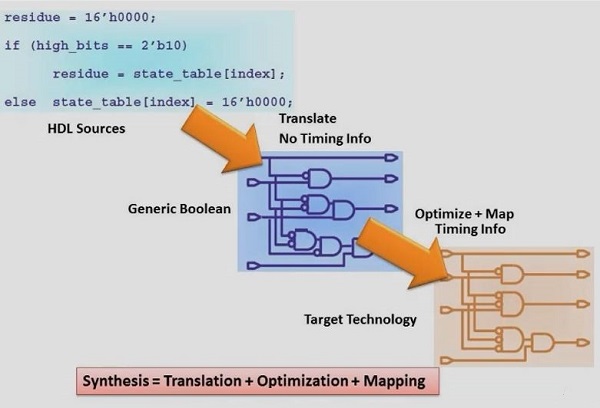 residue = 16'h0000;
if (high_bits == 2'b10)
residue = state_table[index];
else state_table[index] = 16'h0000;
HDL Sources
Translate
No Timing Info
Generic Boolean
Optimize + Map
Timing Info
Target Technology
Synthesis = Translation + Optimization + Mapping